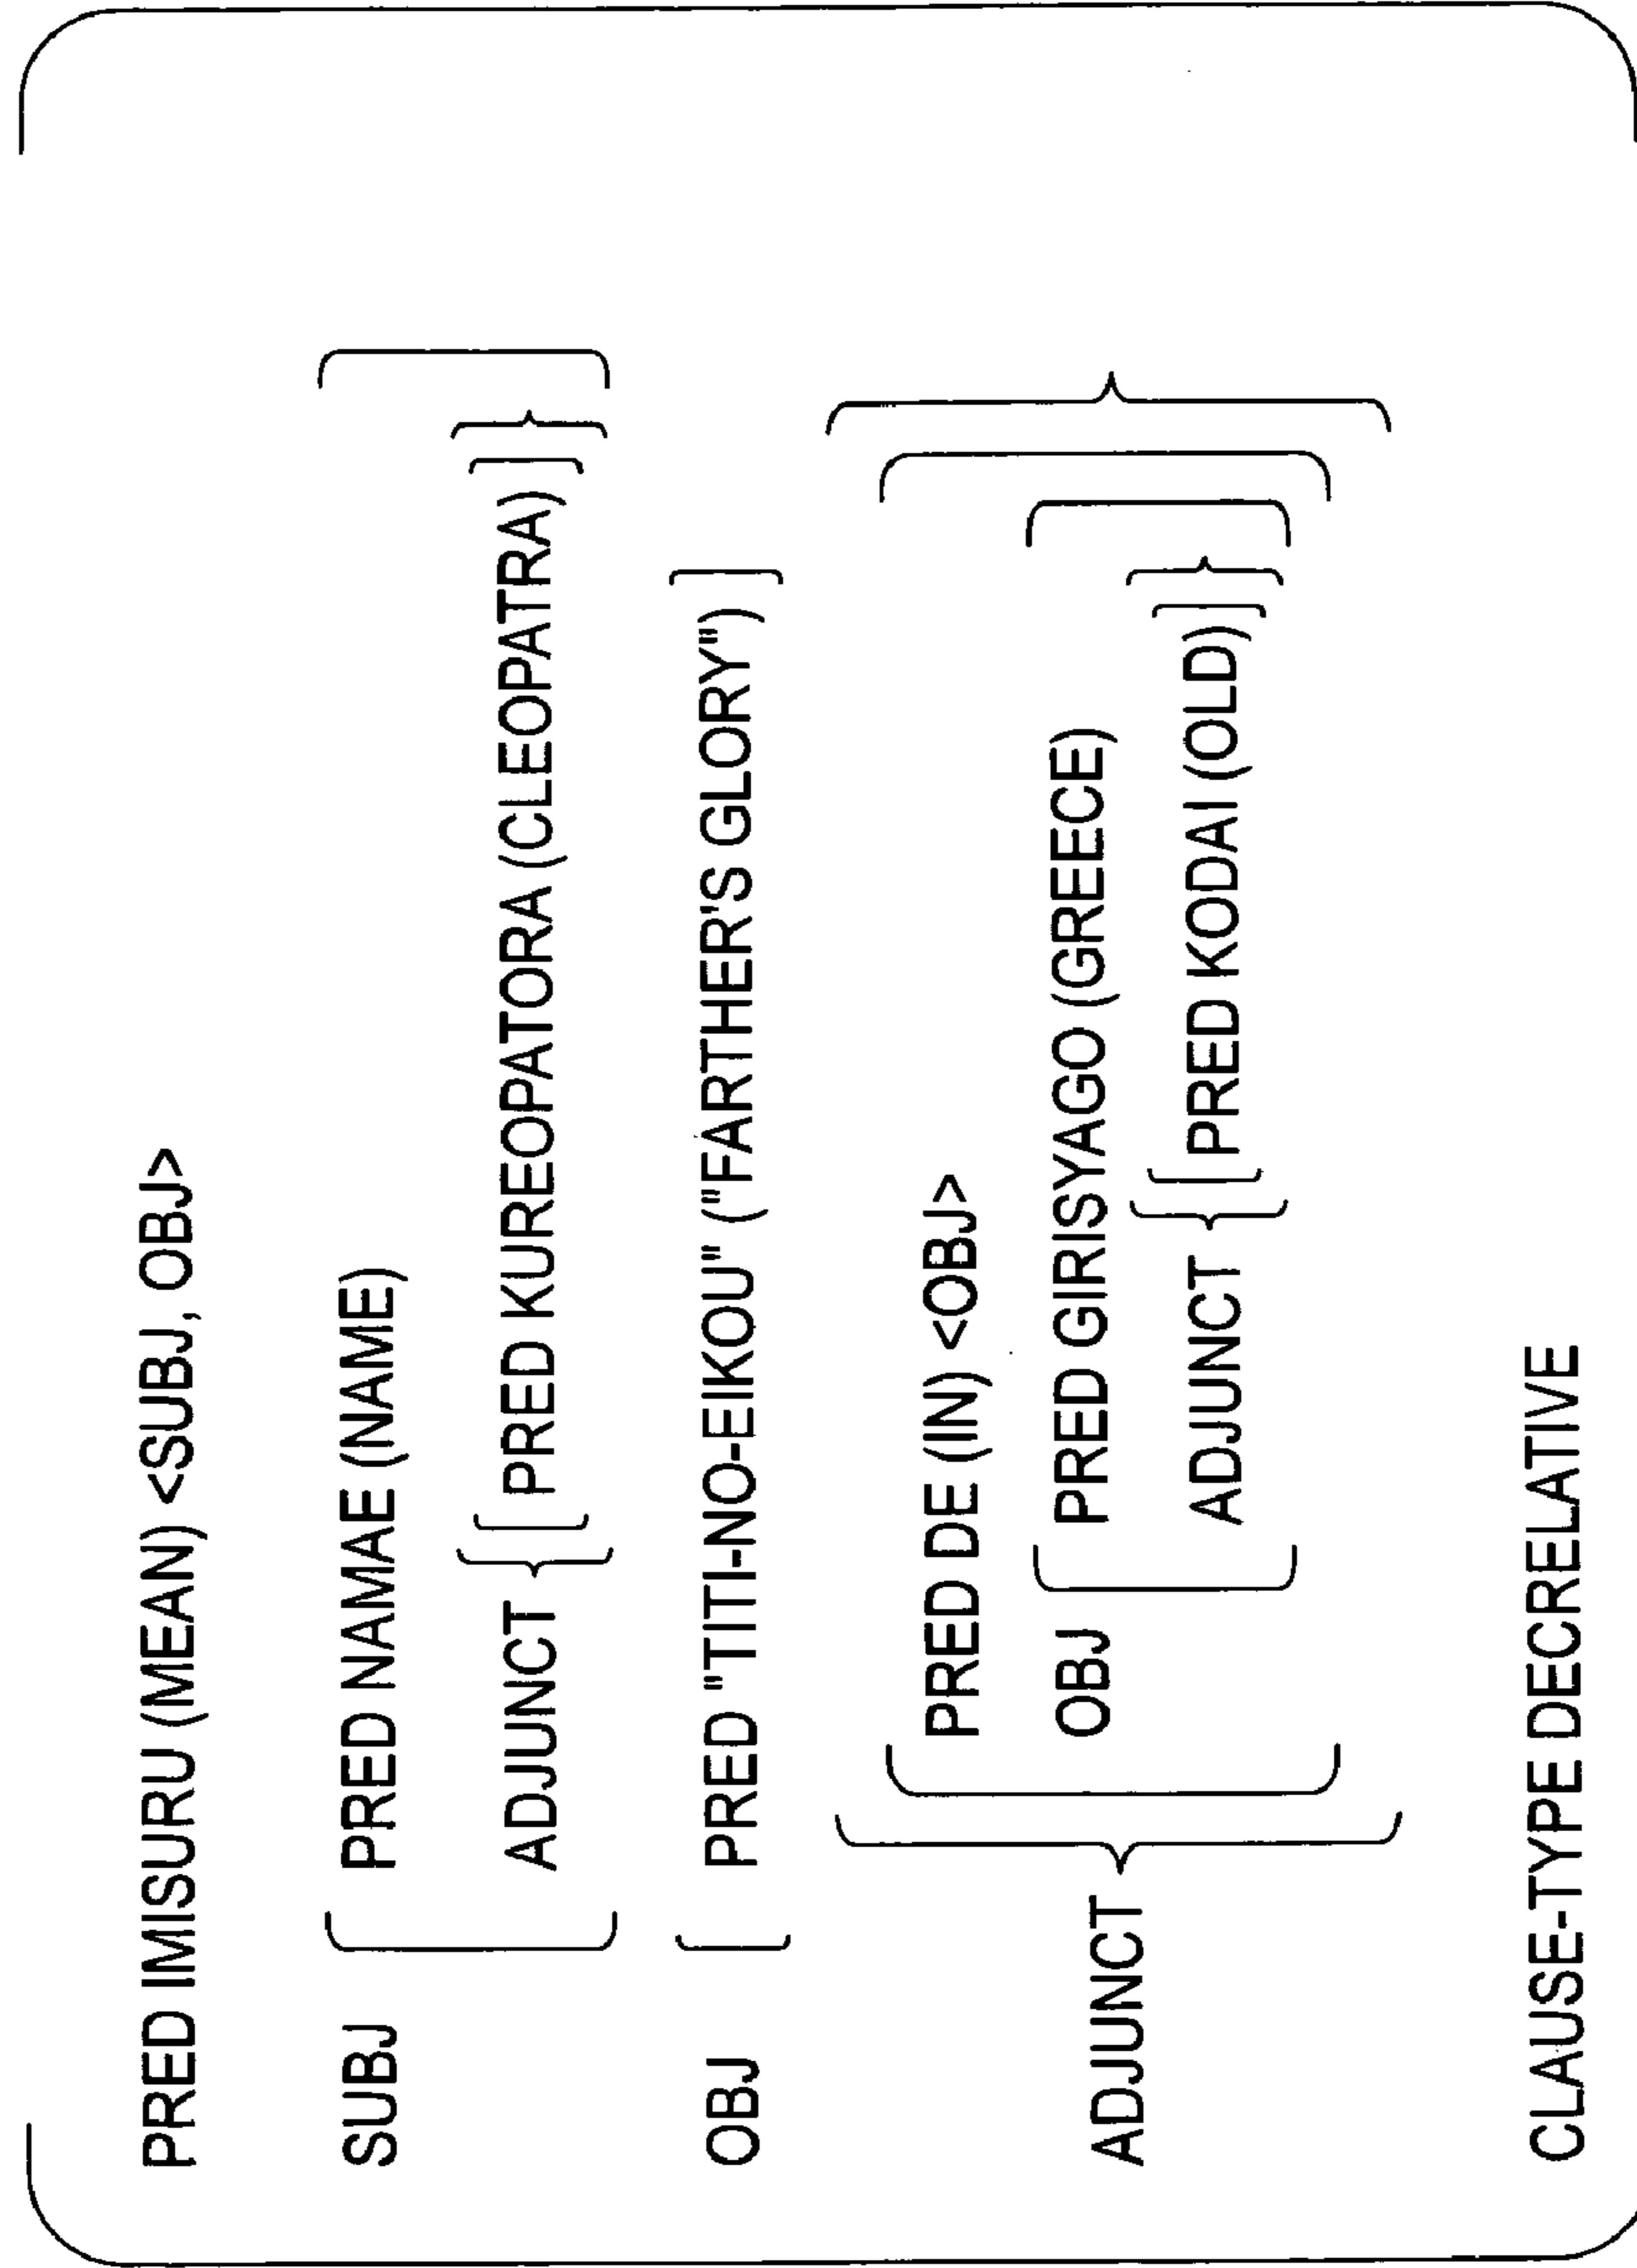 PRED IMISURU (MEAN) <SUBJ, OBJ>
SUBJ PRED NAMAE (NAME)
ADJUNCT PRED KUREOPATORA (CLEOPATRA)
OBJ PRED "TITI-NO-EIKOU" ("FARTHER'S GLORY")
PRED DE (IN) <OBJ>
OBJ PRED GIRISYAGO (GREECE)
ADJUNCT
ADJUNCT PRED KODAI (OLD)
CLAUSE-TYPE DECRELATIVE